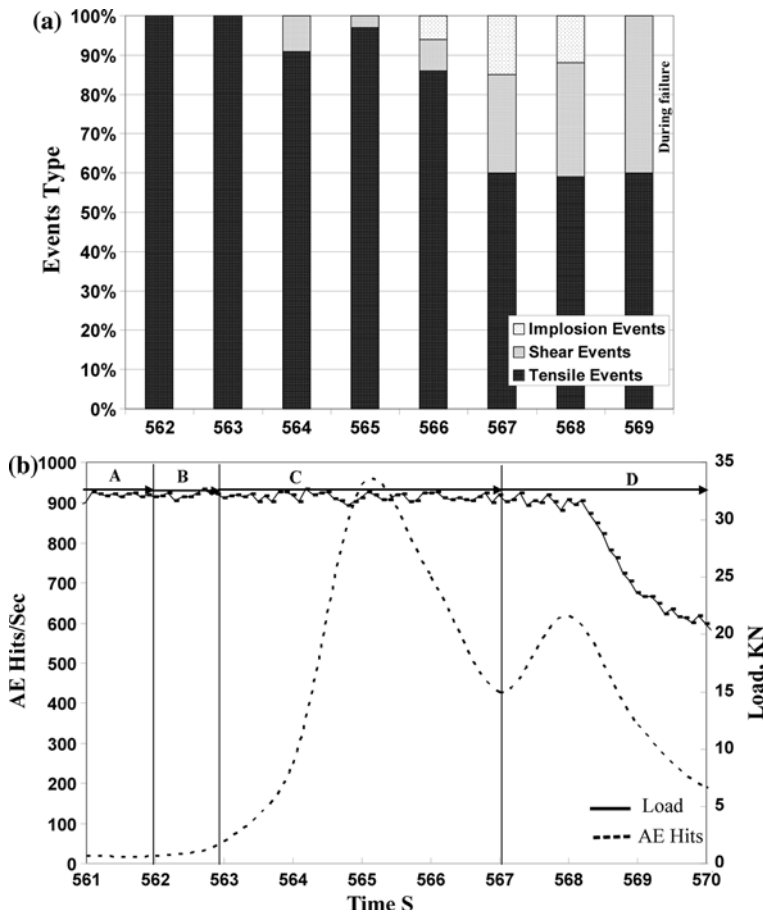 (a)
100%
90%
80%
70%
60%
50%
40%
30%
20%
10%
0%
Events Type
During failure
Implosion Events
Shear Events
Tensile Events
562 563 564 565 566 567 568 569
(b)
1000
900
800
700
600
500
400
300
200
100
0
AE Hits/Sec
A B C D
35
30
25
20
15
10
5
0
Load, KN
Load
AE Hits
561 562 563 564 565 566 567 568 569 570
Time S